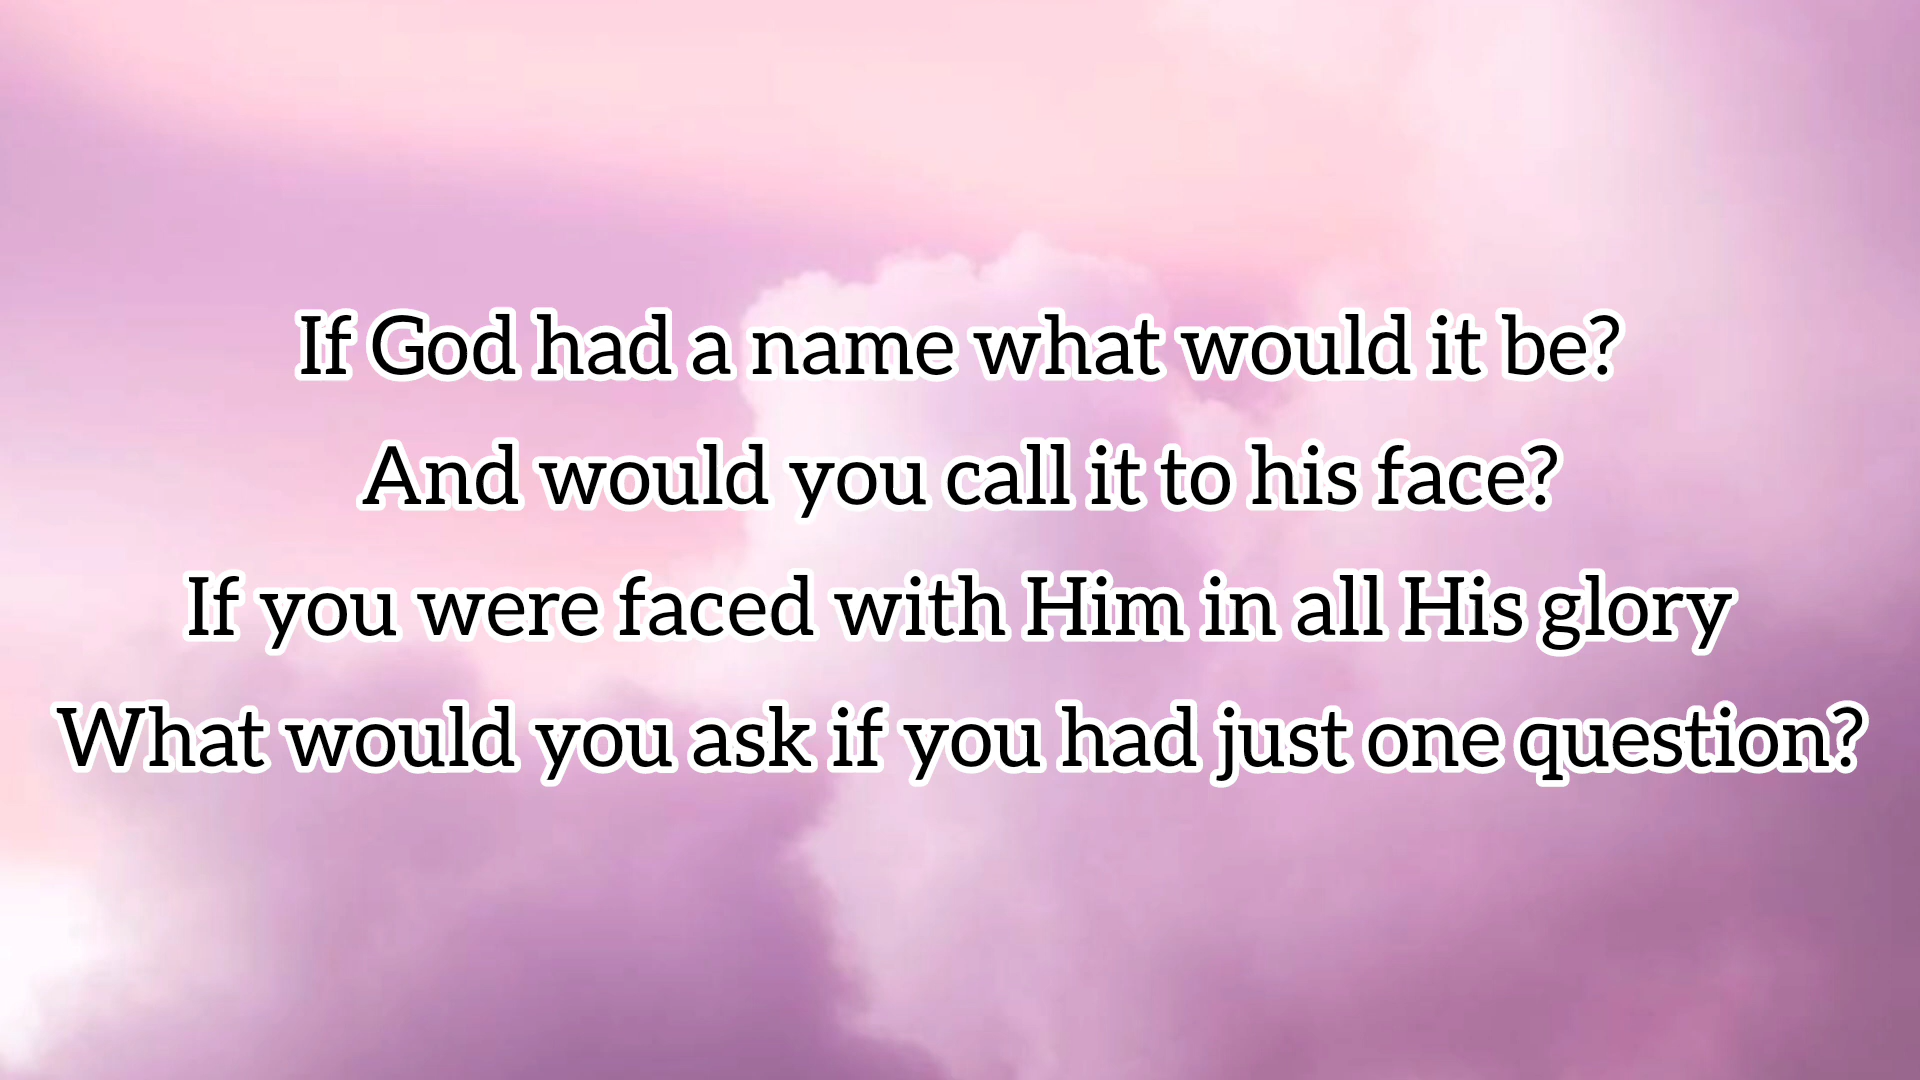 If God had a name what would it be?
And would you call it to his face?
If you were faced with Him in all His glory
What would you ask if you had just one question?